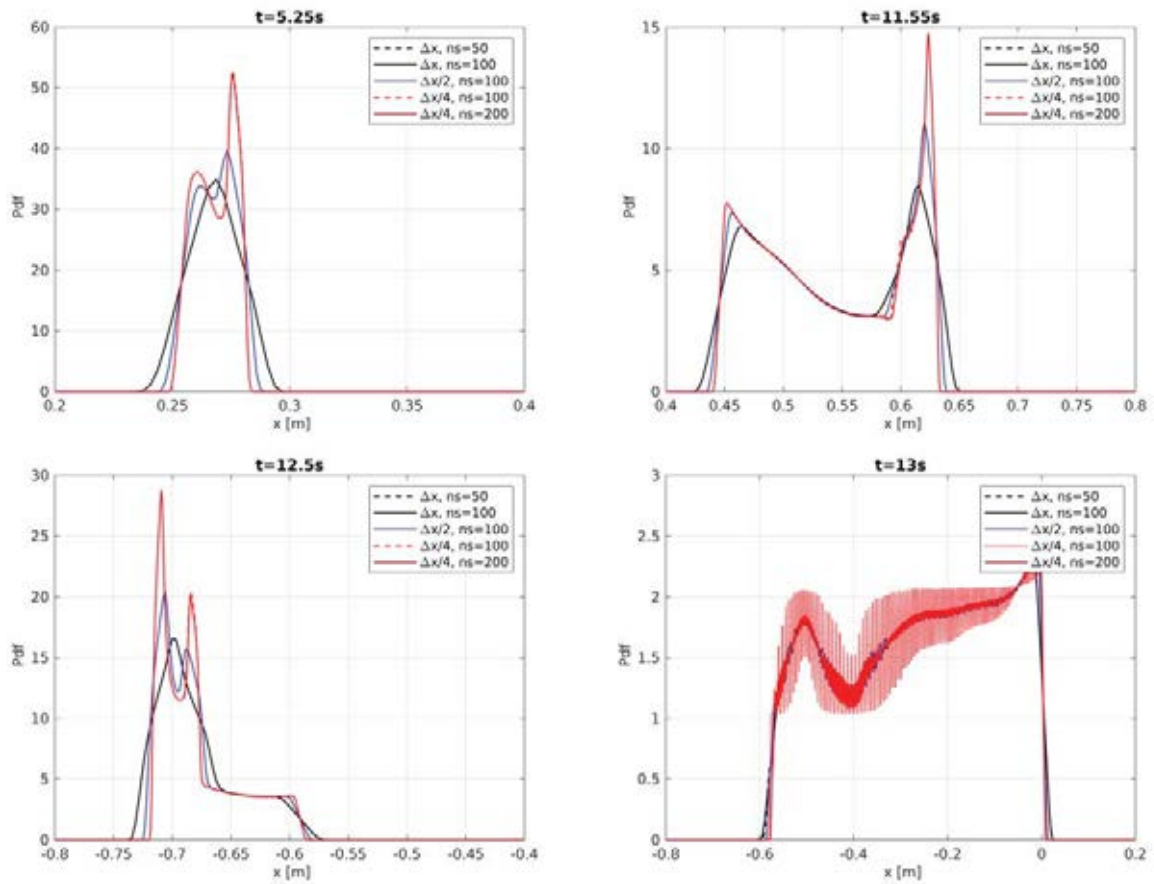 t=5.25s
60
50
40
30
20
10
0
Pdf
0.2
0.25
0.3
0.35
0.4
x [m]
Δx, ns=50
Δx, ns=100
Δx/2, ns=100
Δx/4, ns=100
Δx/4, ns=200
t=11.55s
15
10
5
0
Pdf
0.4
0.45
0.5
0.55
0.6
0.65
0.7
0.75
0.8
x [m]
Δx, ns=50
Δx, ns=100
Δx/2, ns=100
Δx/4, ns=100
Δx/4, ns=200
t=12.5s
30
25
20
15
10
5
0
Pdf
-0.8
-0.75
-0.7
-0.65
-0.6
-0.55
-0.5
-0.45
-0.4
x [m]
Δx, ns=50
Δx, ns=100
Δx/2, ns=100
Δx/4, ns=100
Δx/4, ns=200
t=13s
3
2.5
2
1.5
1
0.5
0
Pdf
-0.8
-0.6
-0.4
-0.2
0
0.2
x [m]
Δx, ns=50
Δx, ns=100
Δx/2, ns=100
Δx/4, ns=100
Δx/4, ns=200